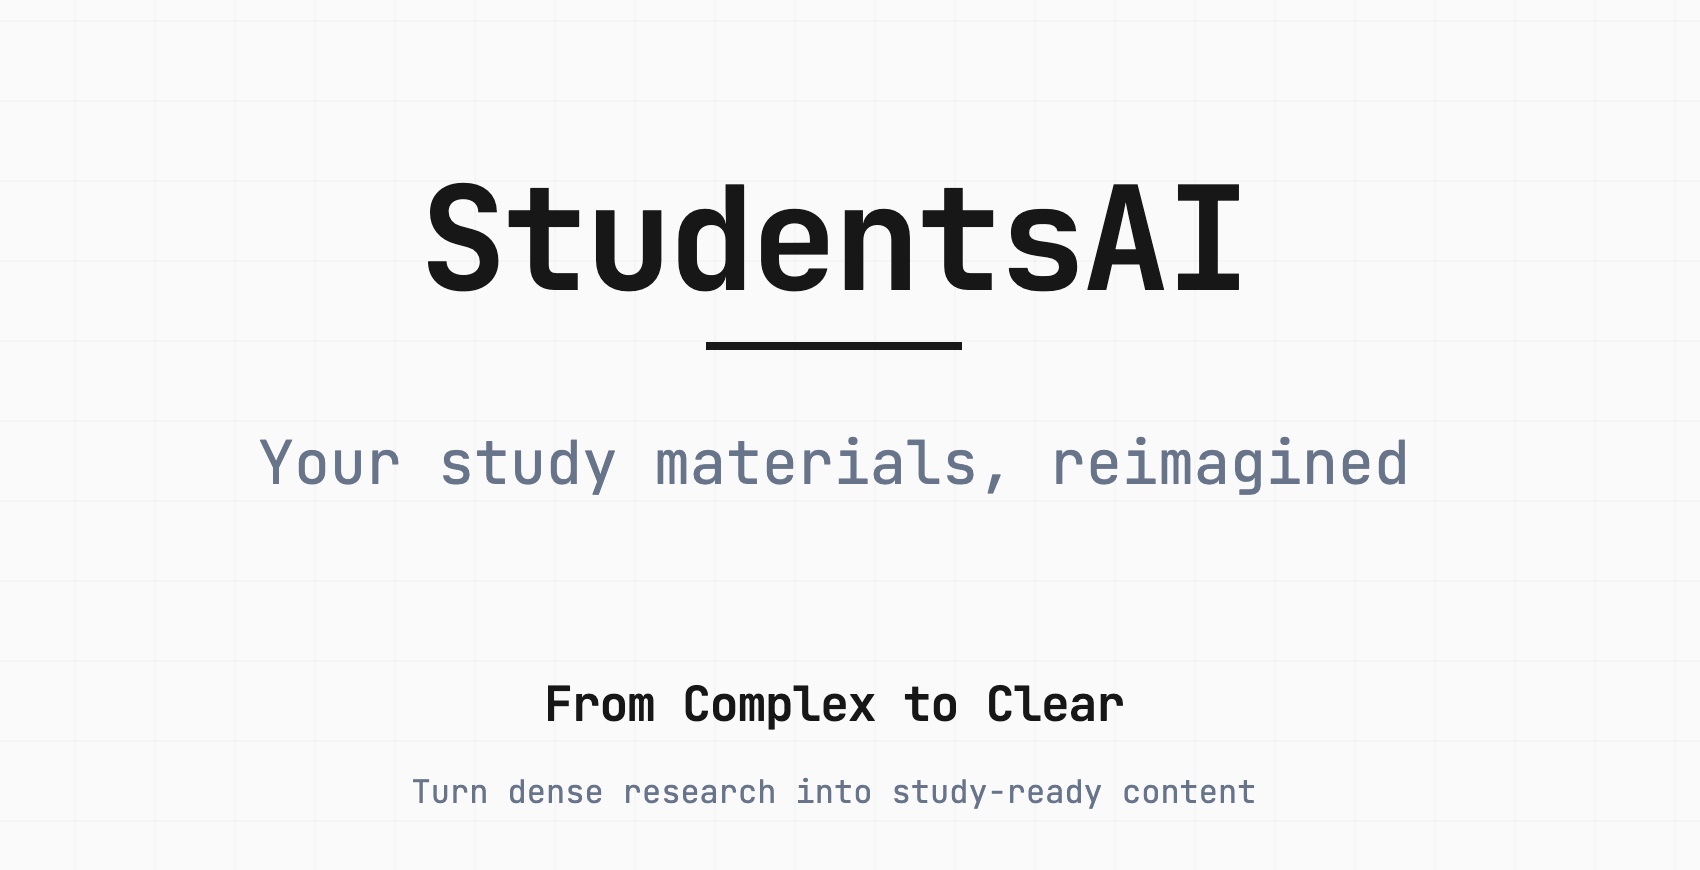 StudentsAI
Your study materials, reimagined
From Complex to Clear
Turn dense research into study-ready content